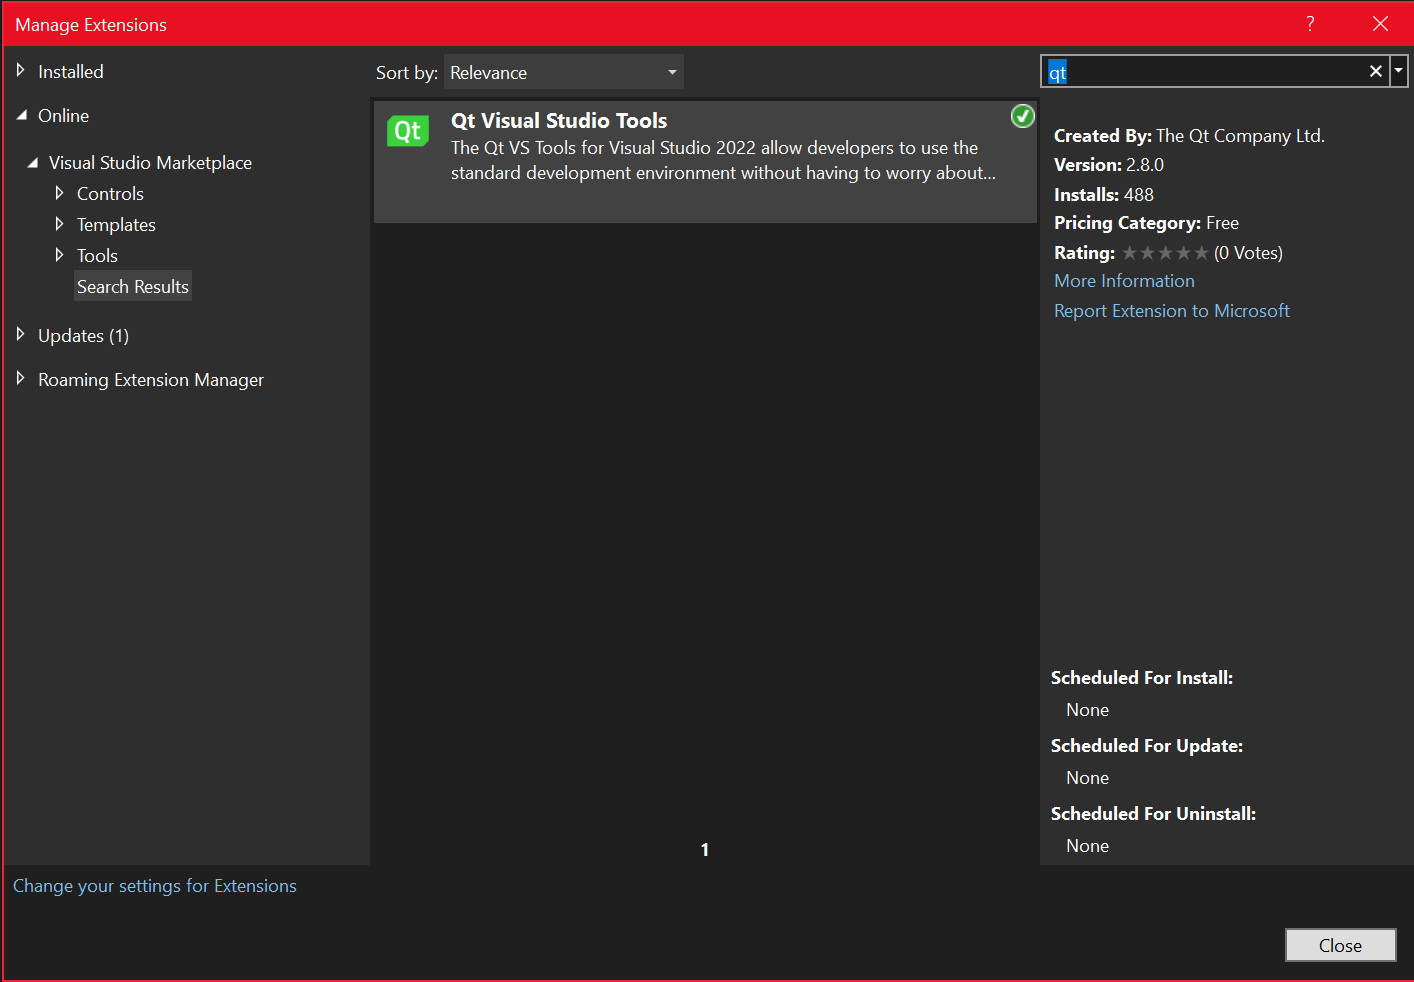 Manage Extensions
?
Installed
Online
Visual Studio Marketplace
Controls
Templates
Tools
Search Results
Updates (1)
Roaming Extension Manager
Sort by: Relevance
Qt
Qt Visual Studio Tools
The Qt VS Tools for Visual Studio 2022 allow developers to use the
standard development environment without having to worry about...
1
qt
Created By: The Qt Company Ltd.
Version: 2.8.0
Installs: 488
Pricing Category: Free
Rating: ★★★★★ (0 Votes)
More Information
Report Extension to Microsoft
Scheduled For Install:
None
Scheduled For Update:
None
Scheduled For Uninstall:
None
Change your settings for Extensions
Close